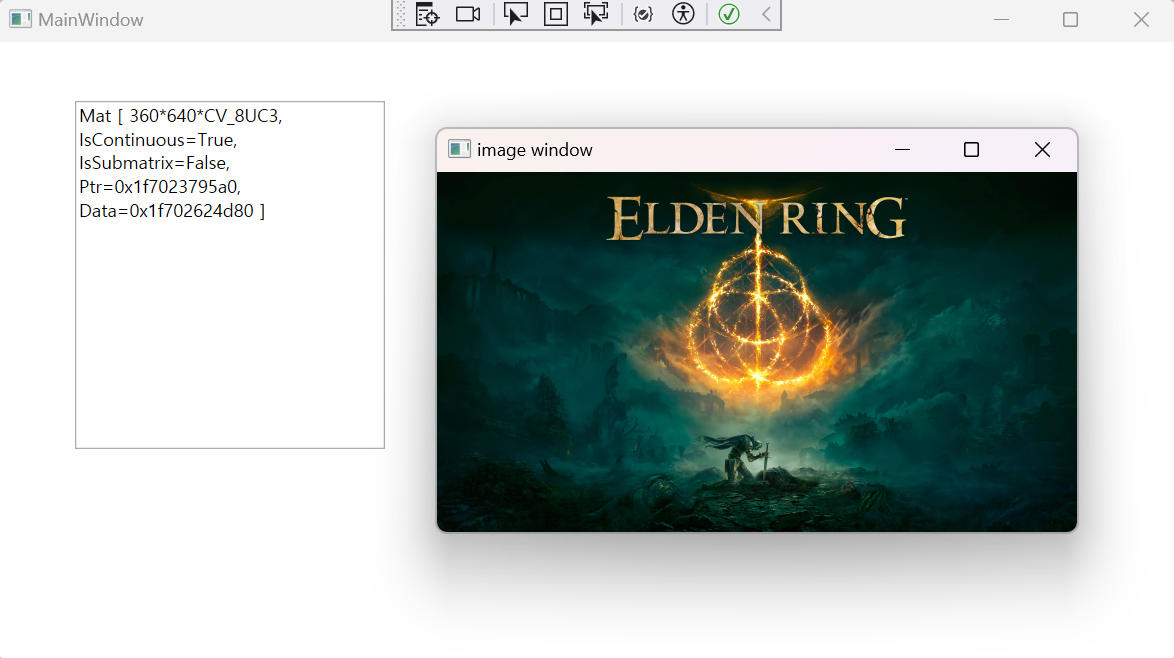 MainWindow
Mat [ 360*640*CV_8UC3,
IsContinuous=True,
IsSubmatrix=False,
Ptr=0x1f7023795a0,
Data=0x1f702624d80 ]
image window
ELDEN RING